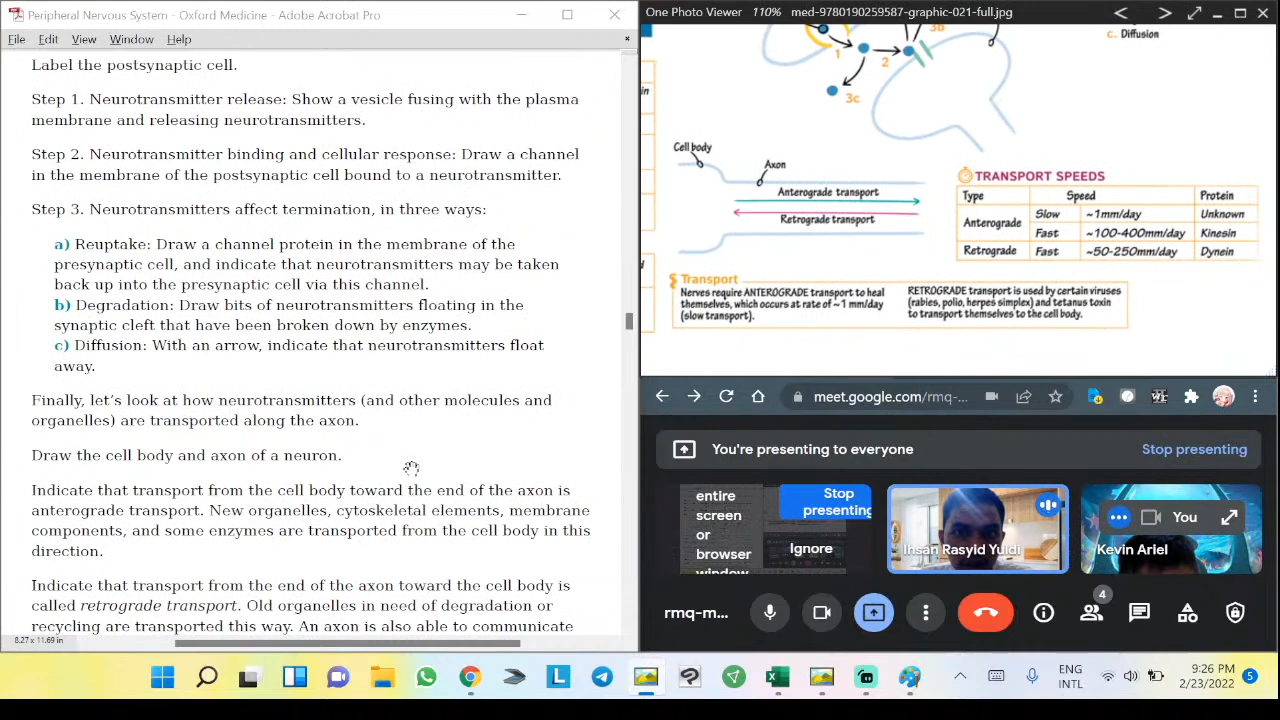 Peripheral Nervous System - Oxford Medicine - Adobe Acrobat Pro
File Edit View Window Help
Label the postsynaptic cell.
Step 1. Neurotransmitter release: Show a vesicle fusing with the plasma
membrane and releasing neurotransmitters.
Step 2. Neurotransmitter binding and cellular response: Draw a channel
in the membrane of the postsynaptic cell bound to a neurotransmitter.
Step 3. Neurotransmitters affect termination, in three ways:
a) Reuptake: Draw a channel protein in the membrane of the
presynaptic cell, and indicate that neurotransmitters may be taken
back up into the presynaptic cell via this channel.
b) Degradation: Draw bits of neurotransmitters floating in the
synaptic cleft that have been broken down by enzymes.
c) Diffusion: With an arrow, indicate that neurotransmitters float
away.
Finally, let's look at how neurotransmitters (and other molecules and
organelles) are transported along the axon.
Draw the cell body and axon of a neuron.
Indicate that transport from the cell body toward the end of the axon is
anterograde transport. New organelles, cytoskeletal elements, membrane
components, and some enzymes are transported from the cell body in this
direction.
Indicate that transport from the end of the axon toward the cell body is
called retrograde transport. Old organelles in need of degradation or
recycling are transported this way. An axon is also able to communicate
8.27 x 11.69 in
One Photo Viewer 110% med-9780190259587-graphic-021-full.jpg
3b
c. Diffusion
1
2
3c
Cell body
Axon
Anterograde transport
Retrograde transport
TRANSPORT SPEEDS
Type Speed Protein
Anterograde Slow ~1mm/day Unknown
Fast ~100-400mm/day Kinesin
Retrograde Fast ~50-250mm/day Dynein
Transport
Nerves require ANTEROGRADE transport to heal
themselves, which occurs at rate of ~1 mm/day
(slow transport).
RETROGRADE transport is used by certain viruses
(rabies, polio, herpes simplex) and tetanus toxin
to transport themselves to the cell body.
meet.google.com/rmq-...
You're presenting to everyone Stop presenting
entire
screen
or
browser
window
Stop
presenting
Ignore
Ihsan Rasyid Yuldi
You
Kevin Ariel
rmq-m...
4
ENG
INTL
9:26 PM
2/23/2022
5